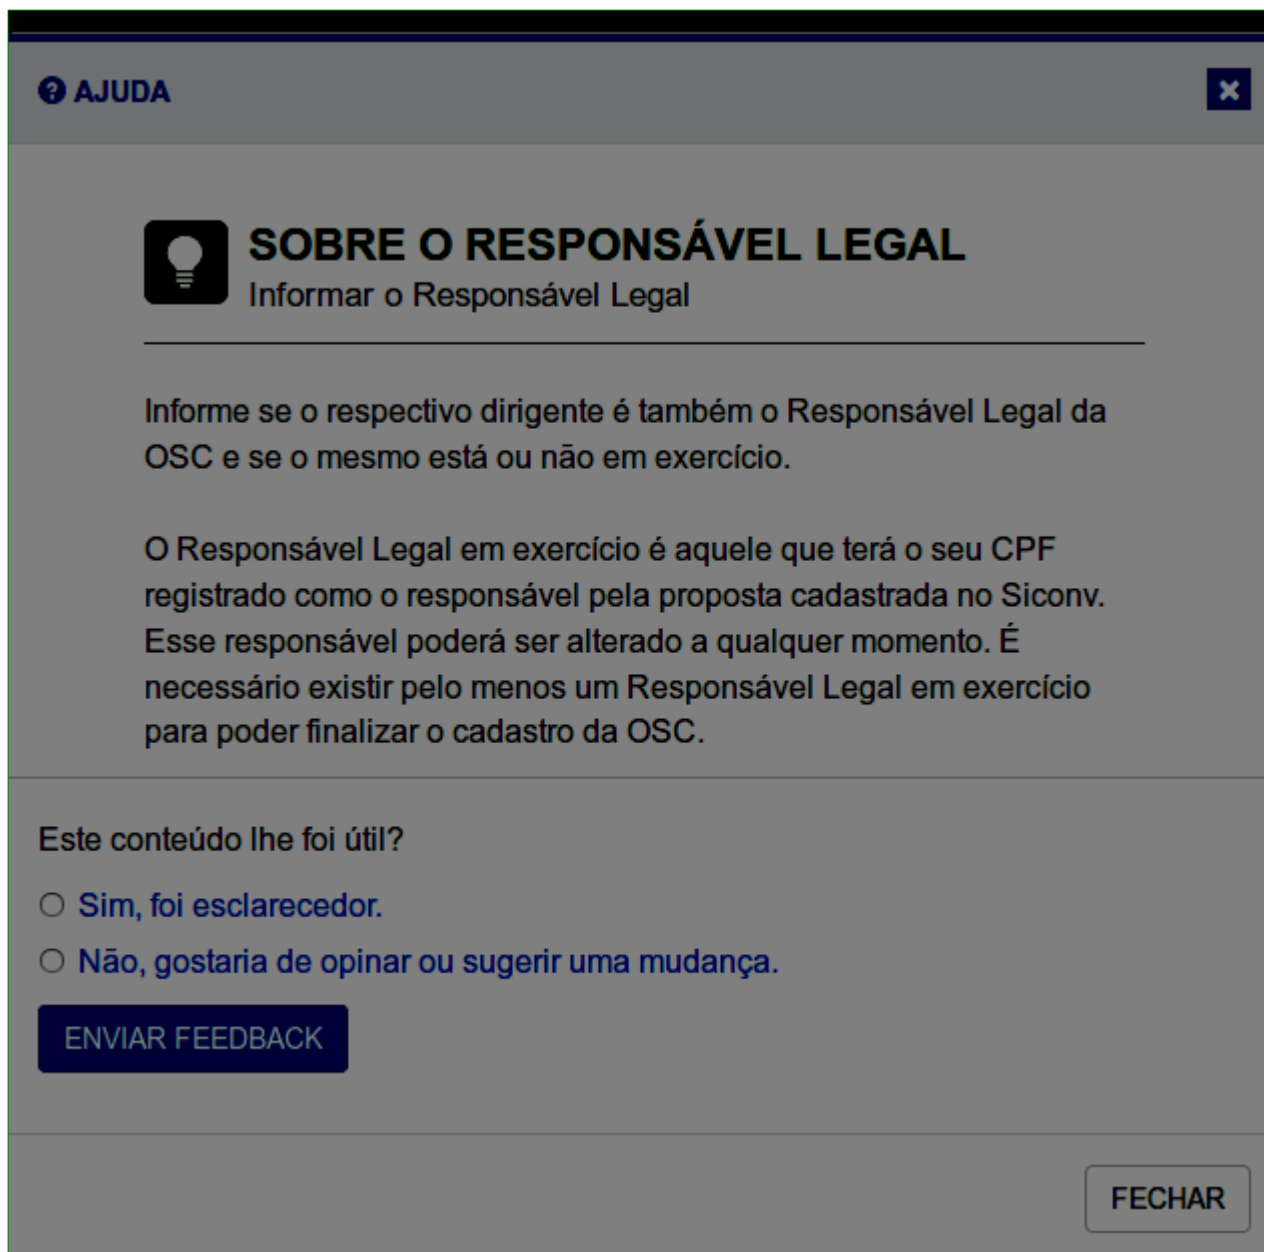 AJUDA
SOBRE O RESPONSÁVEL LEGAL
Informar o Responsável Legal
Informe se o respectivo dirigente é também o Responsável Legal da
OSC e se o mesmo está ou não em exercício.
O Responsável Legal em exercício é aquele que terá o seu CPF
registrado como o responsável pela proposta cadastrada no Siconv.
Esse responsável poderá ser alterado a qualquer momento. É
necessário existir pelo menos um Responsável Legal em exercício
para poder finalizar o cadastro da OSC.
Este conteúdo lhe foi útil?
Sim, foi esclarecedor.
Não, gostaria de opinar ou sugerir uma mudança.
ENVIAR FEEDBACK
FECHAR